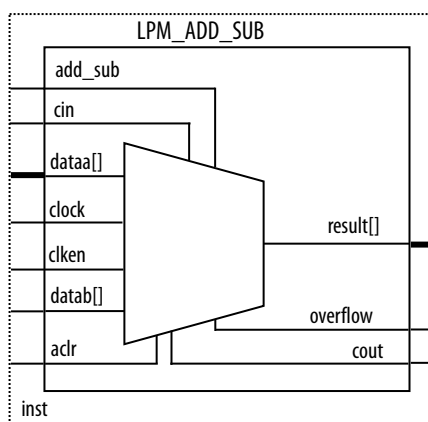 LPM_ADD_SUB
add_sub
cin
dataa[]
clock
result[]
clken
datab[]
overflow
aclr
cout
inst